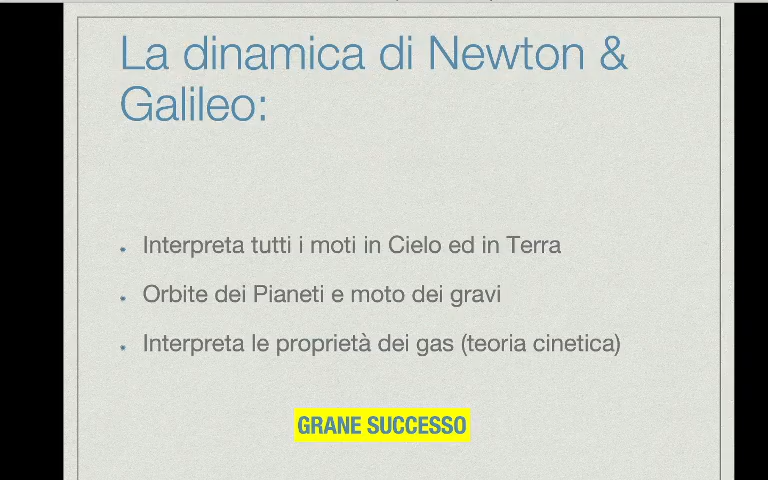 La dinamica di Newton &
Galileo:
Interpreta tutti i moti in Cielo ed in Terra
Orbite dei Pianeti e moto dei gravi
Interpreta le proprietà dei gas (teoria cinetica)
GRANE SUCCESSO